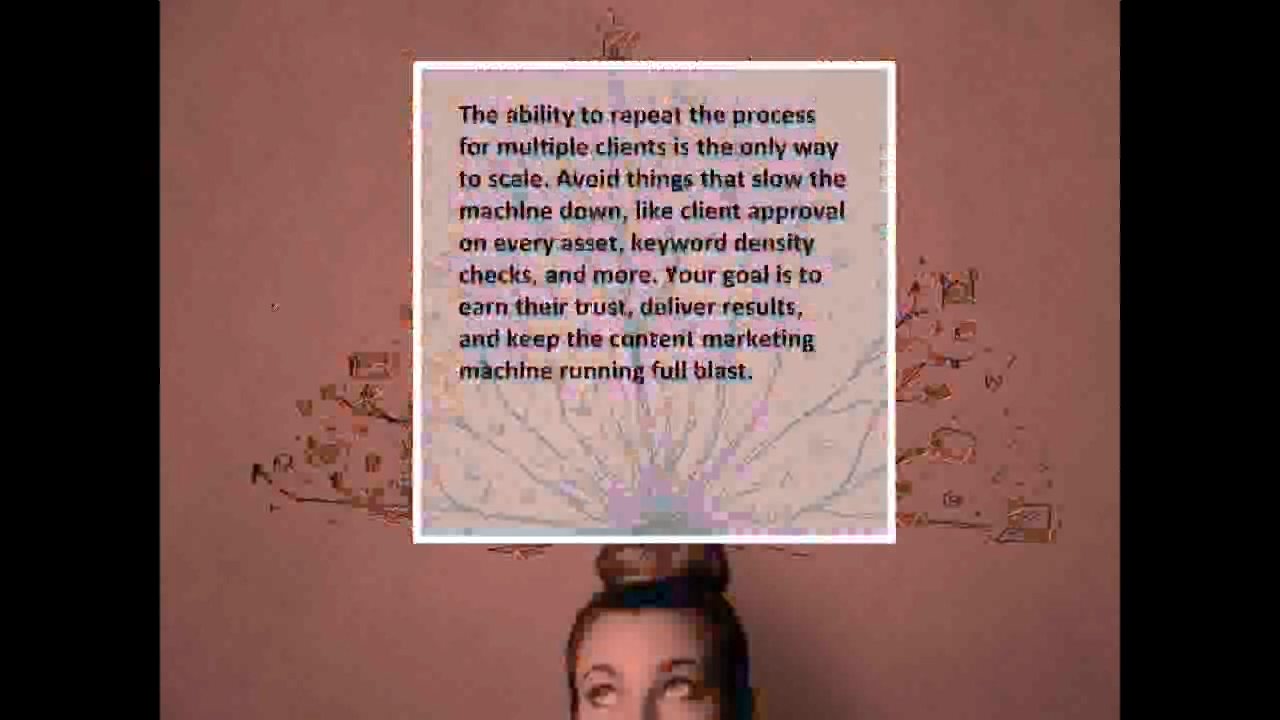 The ability to repeat the process
for multiple clients is the only way
to scale. Avoid things that slow the
machine down, like client approval
on every asset, keyword density
checks, and more. Your goal is to
earn their trust, deliver results,
and keep the content marketing
machine running full blast.